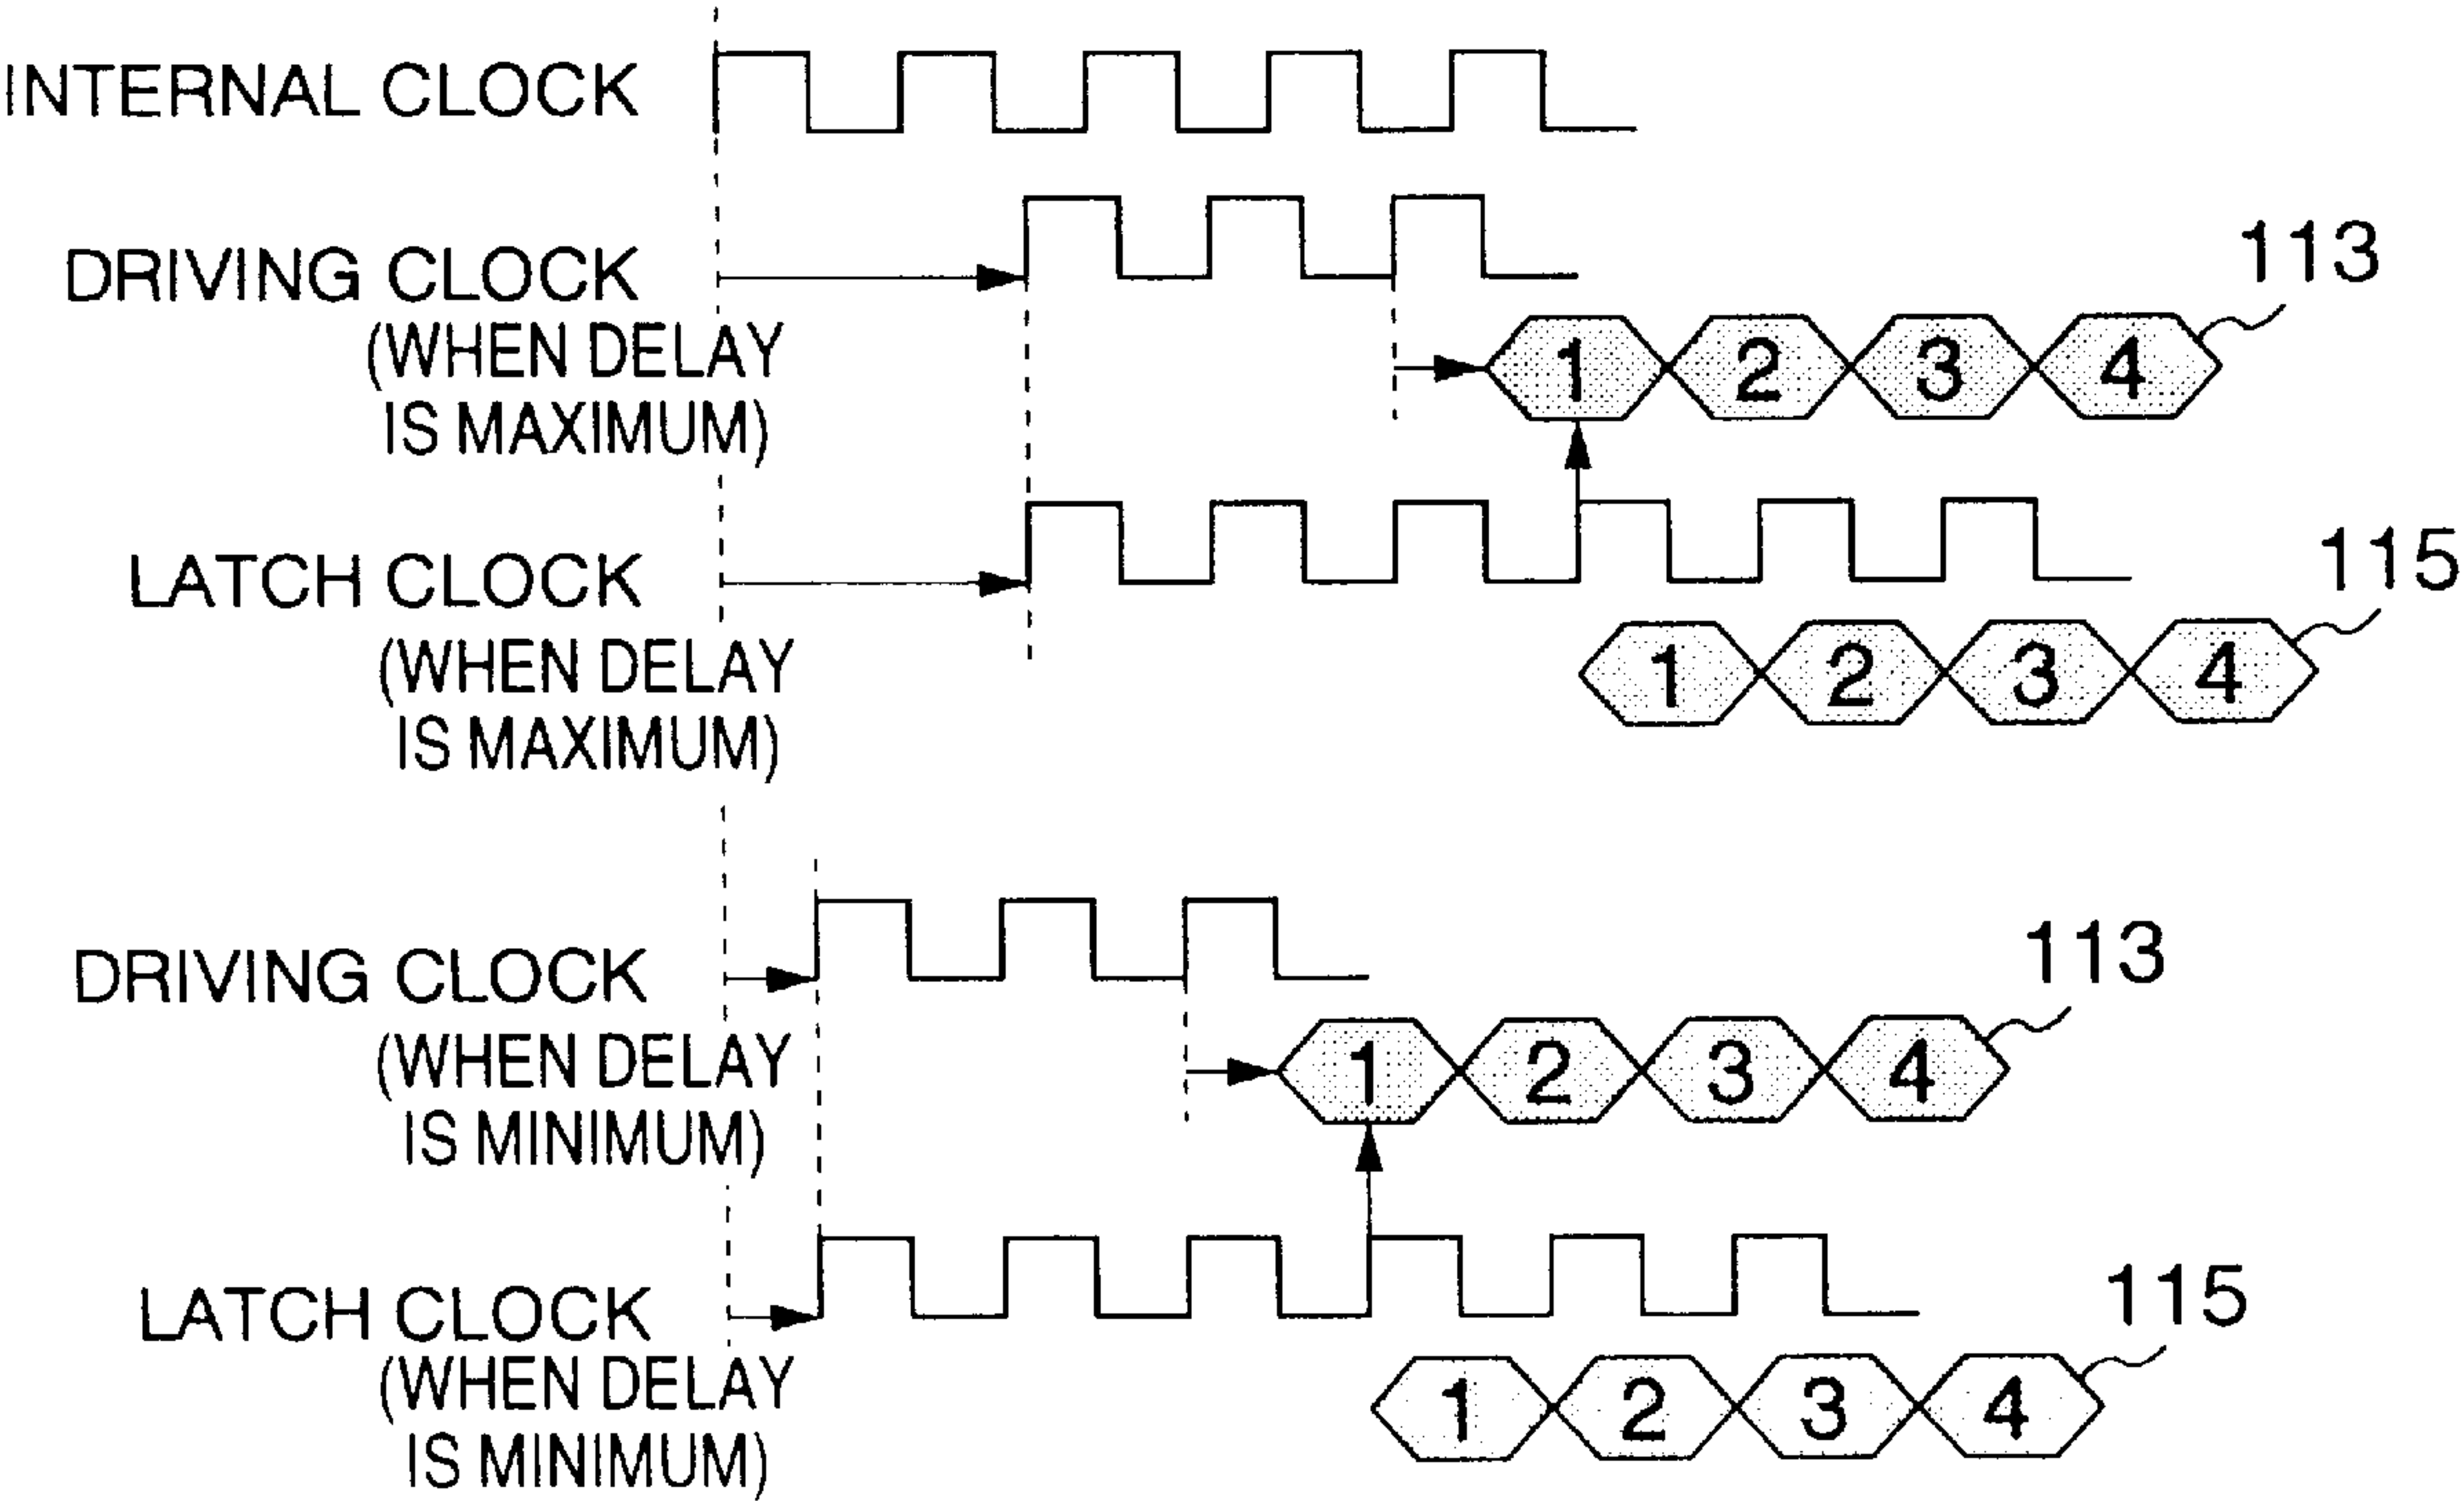 INTERNAL CLOCK
DRIVING CLOCK
(WHEN DELAY
IS MAXIMUM)
113
1 2 3 4
LATCH CLOCK
(WHEN DELAY
IS MAXIMUM)
115
1 2 3 4
DRIVING CLOCK
(WHEN DELAY
IS MINIMUM)
113
1 2 3 4
LATCH CLOCK
(WHEN DELAY
IS MINIMUM)
115
1 2 3 4